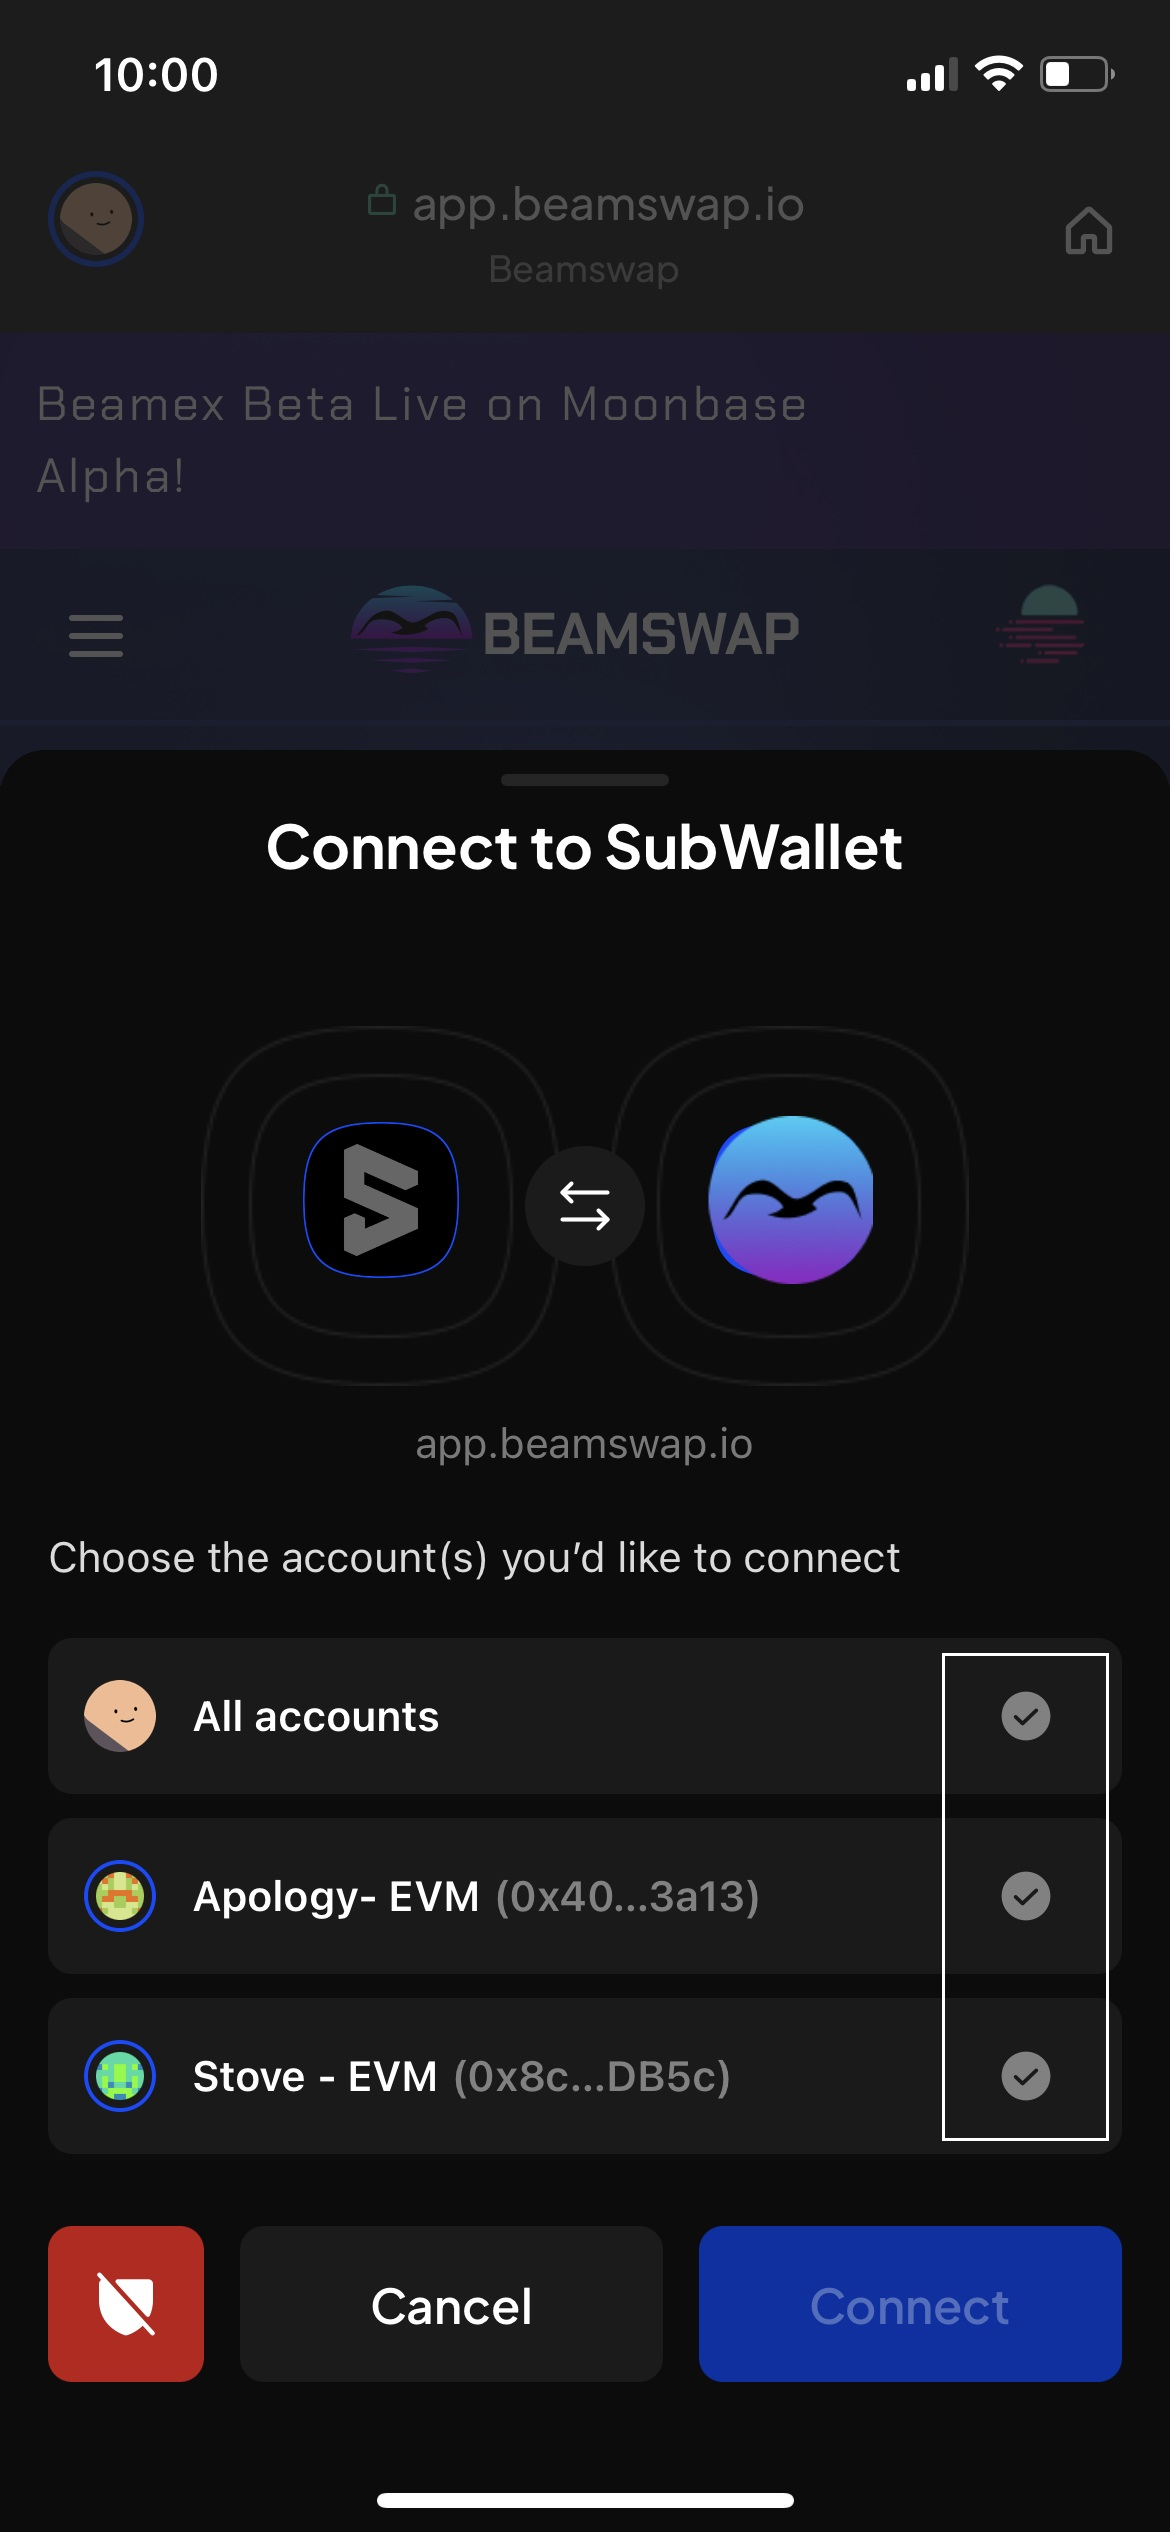 10:00
app.beamswap.io
Beamswap
Beamex Beta Live on Moonbase
Alpha!
BEAMSWAP
Connect to SubWallet
app.beamswap.io
Choose the account(s) you’d like to connect
All accounts
Apology- EVM (0x40...3a13)
Stove - EVM (0x8c...DB5c)
Cancel
Connect